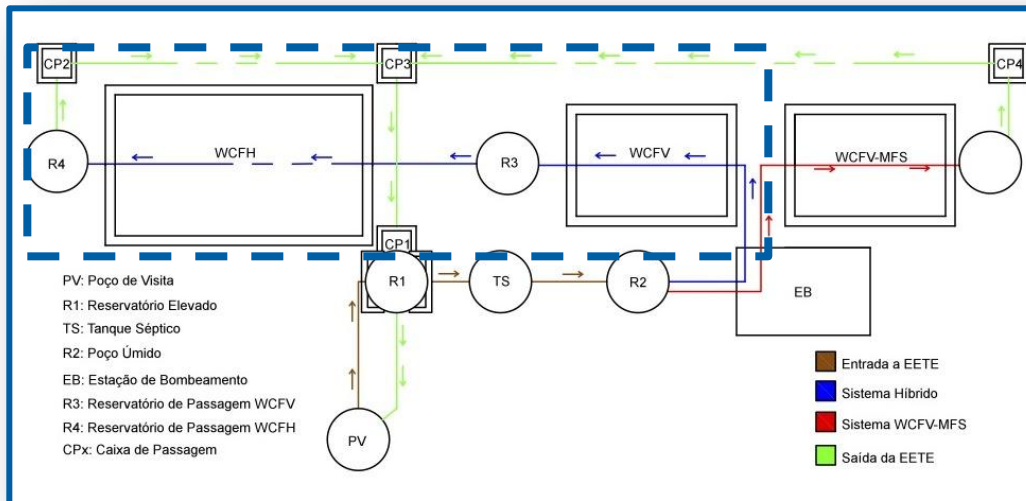 CP2
CP3
CP4
WCFH
R4
R3
WCFV
WCFV-MFS
CP1
R1
TS
R2
EB
PV
PV: Poço de Visita
R1: Reservatório Elevado
TS: Tanque Séptico
R2: Poço Úmido
EB: Estação de Bombeamento
R3: Reservatório de Passagem WCFV
R4: Reservatório de Passagem WCFH
CPx: Caixa de Passagem
Entrada a EETE
Sistema Híbrido
Sistema WCFV-MFS
Saída da EETE